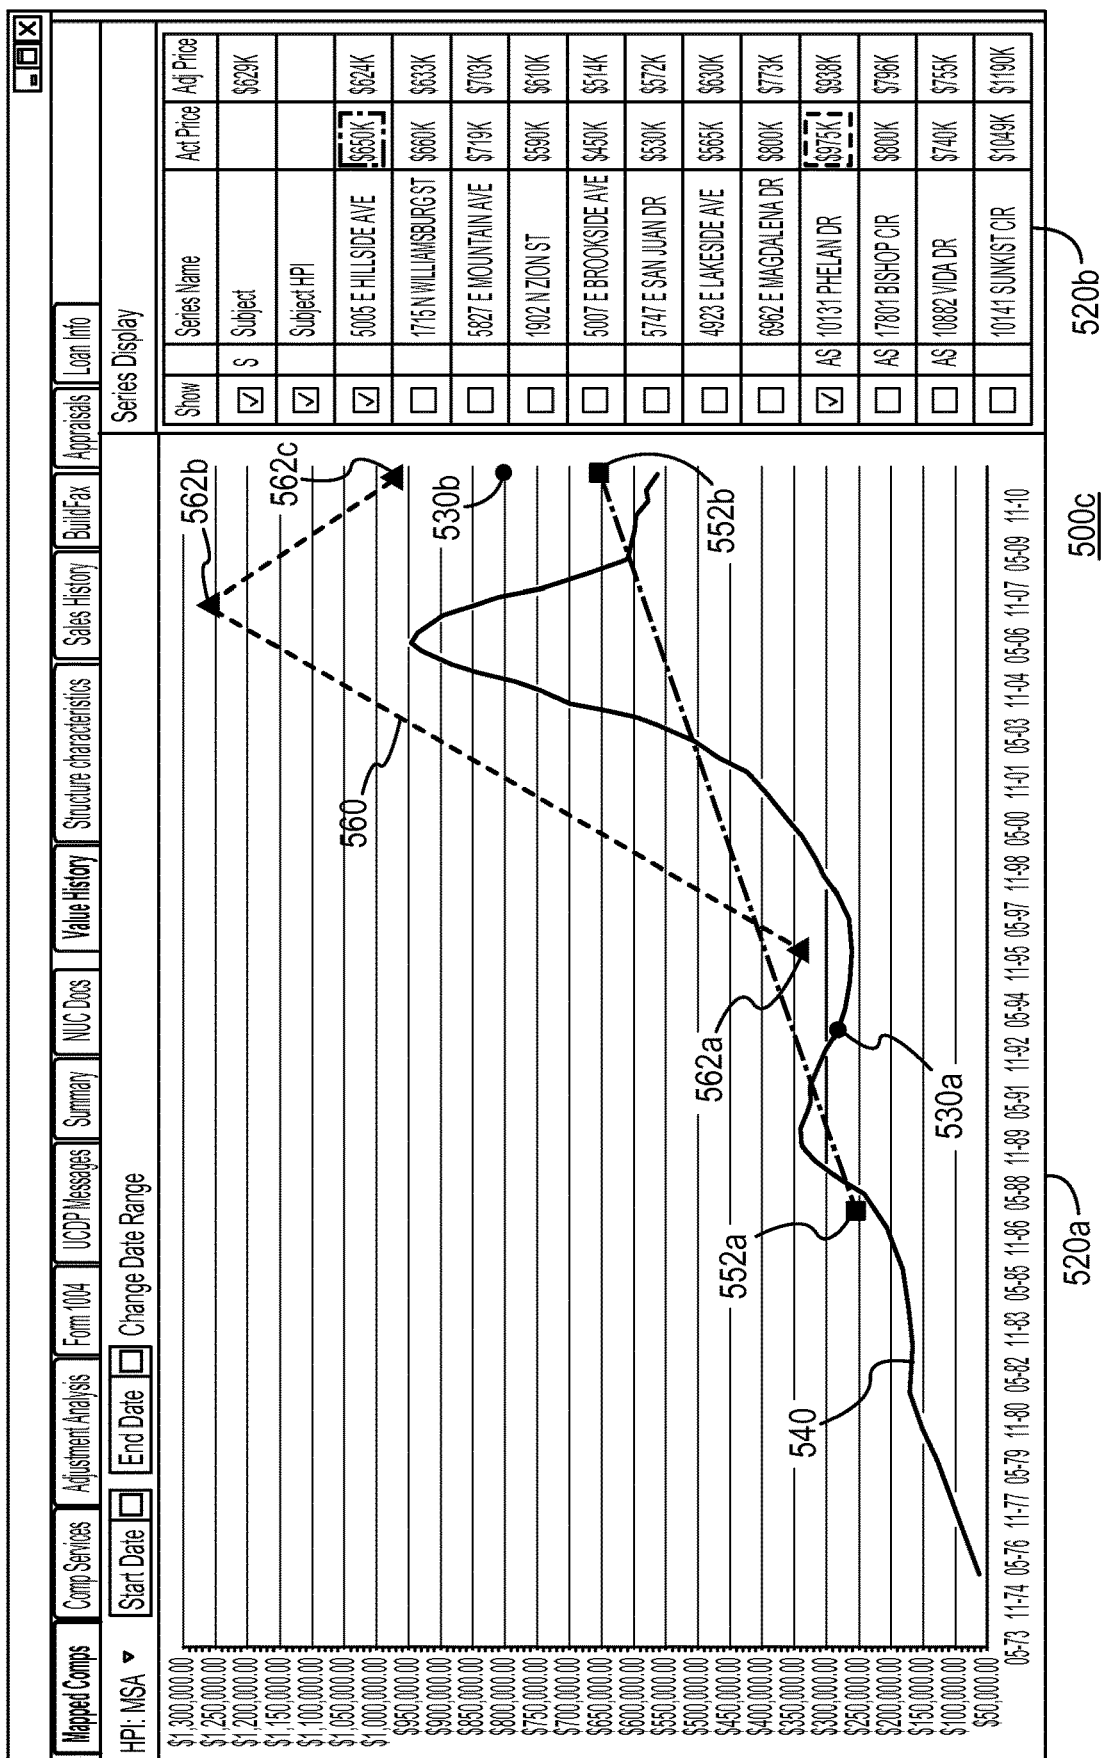 Mapped Comps Comp Services Adjustment Analysis Form 1004 UCDP Messages Summary NUC Docs Value History Structure characteristics Sales History BuildFax Appraisals Loan Info
HPI: MSA Start Date End Date Change Date Range
Series Display
$1,300,000.00
$1,250,000.00
$1,200,000.00
$1,150,000.00
$1,100,000.00
$1,050,000.00
$1,000,000.00
$950,000.00
$900,000.00
$850,000.00
$800,000.00
$750,000.00
$700,000.00
$650,000.00
$600,000.00
$550,000.00
$500,000.00
$450,000.00
$400,000.00
$350,000.00
$300,000.00
$250,000.00
$200,000.00
$150,000.00
$100,000.00
$50,000.00
05-73 11-74 05-76 11-77 05-79 11-80 05-82 11-83 05-85 11-86 05-88 11-89 05-91 11-92 05-94 11-95 05-97 11-98 05-00 11-01 05-03 11-04 05-06 11-07 05-09 11-10
562b
562c
560
530b
552b
562a
552a
530a
540
Show Series Name Act Price Adj Price
S Subject $629K
Subject HPI
5005 E HILLSIDE AVE $650K $624K
1715 N WILLIAMSBURG ST $660K $633K
5827 E MOUNTAIN AVE $719K $703K
1902 N ZION ST $590K $610K
5007 E BROOKSIDE AVE $450K $514K
5747 E SAN JUAN DR $530K $572K
4923 E LAKESIDE AVE $565K $630K
6962 E MAGDALENA DR $800K $773K
AS 10131 PHELAN DR $975K $938K
AS 17801 BISHOP CIR $800K $796K
AS 10882 VIDA DR $740K $755K
10141 SUNKIST CIR $1049K $1190K
520a
520b
500c